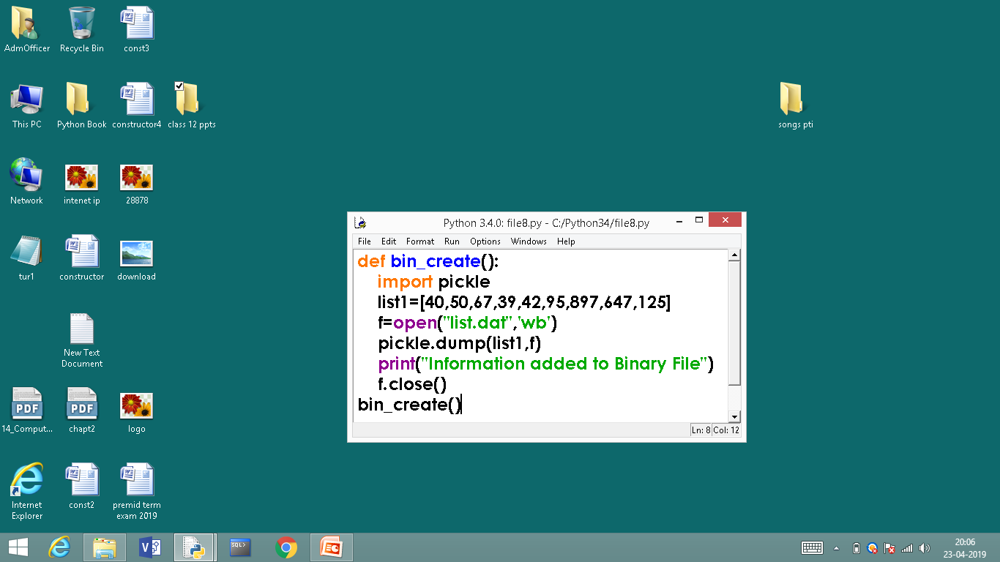 AdmOfficer
Recycle Bin
const3
This PC
Python Book
constructor4
class 12 ppts
songs pti
Network
intenet ip
28878
tur1
constructor
download
New Text
Document
PDF
14_Comput...
PDF
chapt2
logo
Internet
Explorer
const2
premid term
exam 2019
Python 3.4.0: file8.py - C:/Python34/file8.py
File Edit Format Run Options Windows Help
def bin_create():
    import pickle
    list1=[40,50,67,39,42,95,897,647,125]
    f=open("list.dat",'wb')
    pickle.dump(list1,f)
    print("Information added to Binary File")
    f.close()
bin_create()
Ln: 8 Col: 12
SQL>
20:06
23-04-2019